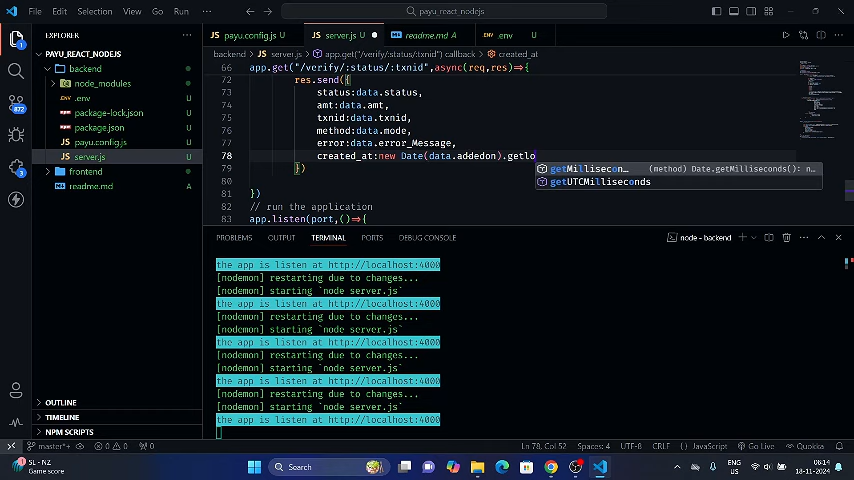 File Edit Selection View Go Run ... payu_react_nodejs
EXPLORER ...
payu.config.js U server.js U readme.md U .env U
PAYU_REACT_NODEJS
backend > server.js > app.get("/verify/:status/:txnid") callback > created_at
backend
node_modules
.env U
package-lock.json U
package.json U
payu.config.js U
server.js U
frontend
readme.md U
66 app.get("/verify/:status/:txnid",async(req,res)=>{
72 res.send({
73 status:data.status,
74 amt:data.amt,
75 txnid:data.txnid,
76 method:data.mode,
77 error:data.error_Message,
78 created_at:new Date(data.addedon).getlo
79 })
getMillisecon… (method) Date.getMilliseconds(): n…
getUTCMilliseconds
80
81 })
82 // run the application
83 app.listen(port,()=>{
PROBLEMS OUTPUT TERMINAL PORTS DEBUG CONSOLE node - backend
the app is listen at http://localhost:4000
[nodemon] restarting due to changes...
[nodemon] starting `node server.js`
the app is listen at http://localhost:4000
[nodemon] restarting due to changes...
[nodemon] starting `node server.js`
the app is listen at http://localhost:4000
[nodemon] restarting due to changes...
[nodemon] starting `node server.js`
the app is listen at http://localhost:4000
[nodemon] restarting due to changes...
[nodemon] starting `node server.js`
the app is listen at http://localhost:4000
OUTLINE
TIMELINE
NPM SCRIPTS
1
872
3
master*+ 0 0 0 Ln 78, Col 52 Spaces: 4 UTF-8 CRLF {} JavaScript Go Live Quokka
1 SL - NZ
Game score
Search
ENG
US
06:14
18-11-2024